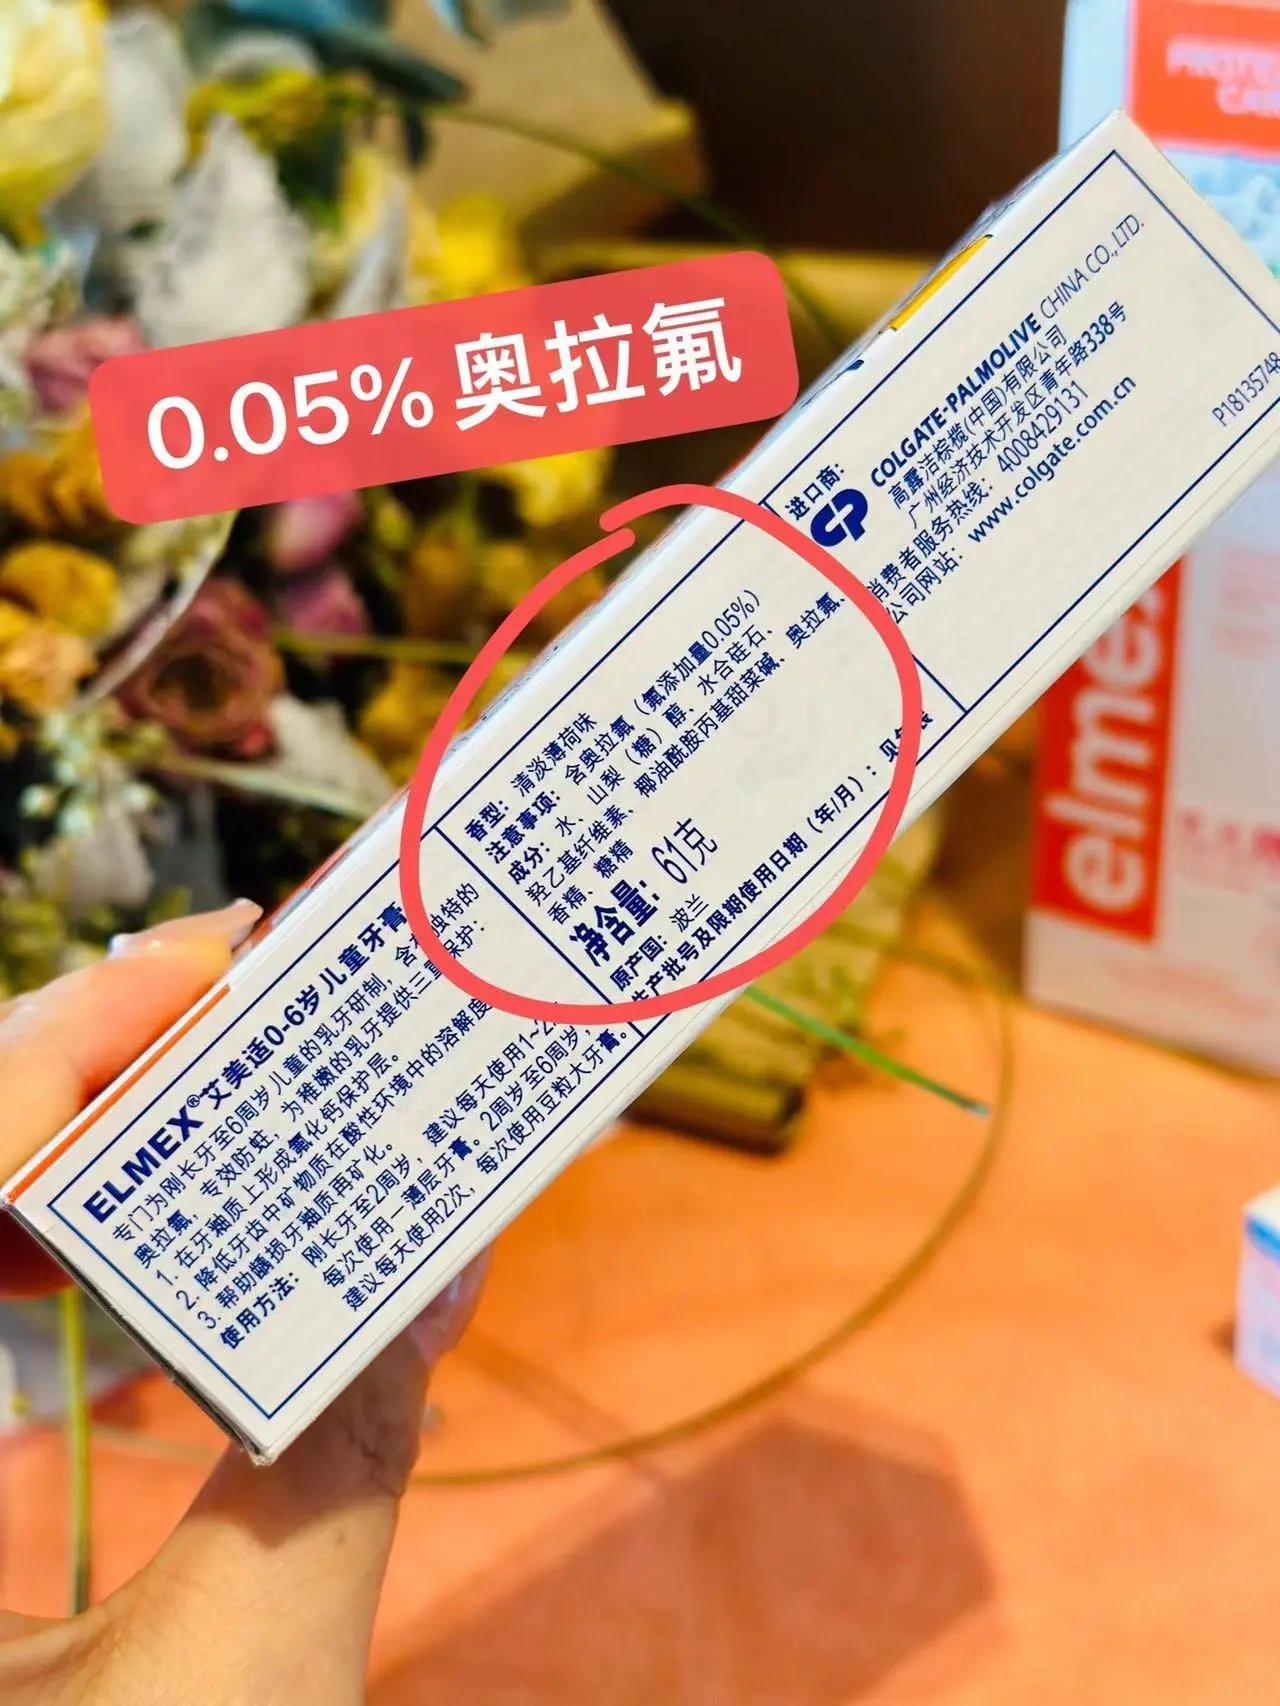 0.05%奥拉氟
PROTE
CAR
elmex
ELMEX®艾美适0-6岁儿童牙膏
专门为刚长牙至6周岁儿童的乳牙研制，含有独特的
奥拉氟，专效防蛀，为稚嫩的乳牙提供三重保护：
1. 在牙釉质上形成氟化钙保护层。
2. 降低牙齿中矿物质在酸性环境中的溶解度
3. 帮助龋损牙釉质再矿化。
使用方法：刚长牙至2周岁，建议每天使用1~2
每次使用一薄层牙膏。2周岁至6周岁，
建议每天使用2次，每次使用豆粒大牙膏。
香型：清淡薄荷味
注意事项：含奥拉氟（氟添加量0.05%）
成分：水、山梨（糖）醇、水合硅石、
羟乙基纤维素、椰油酰胺丙基甜菜碱、奥拉氟、
香精、糖精
净含量：61克
原产国：波兰
生产批号及限期使用日期（年/月）：见包装
进口商：
CP
COLGATE-PALMOLIVE CHINA CO.,LTD.
高露洁棕榄(中国)有限公司
广州经济技术开发区青年路338号
消费者服务热线：4008429131
公司网站：www.colgate.com.cn
P18135748